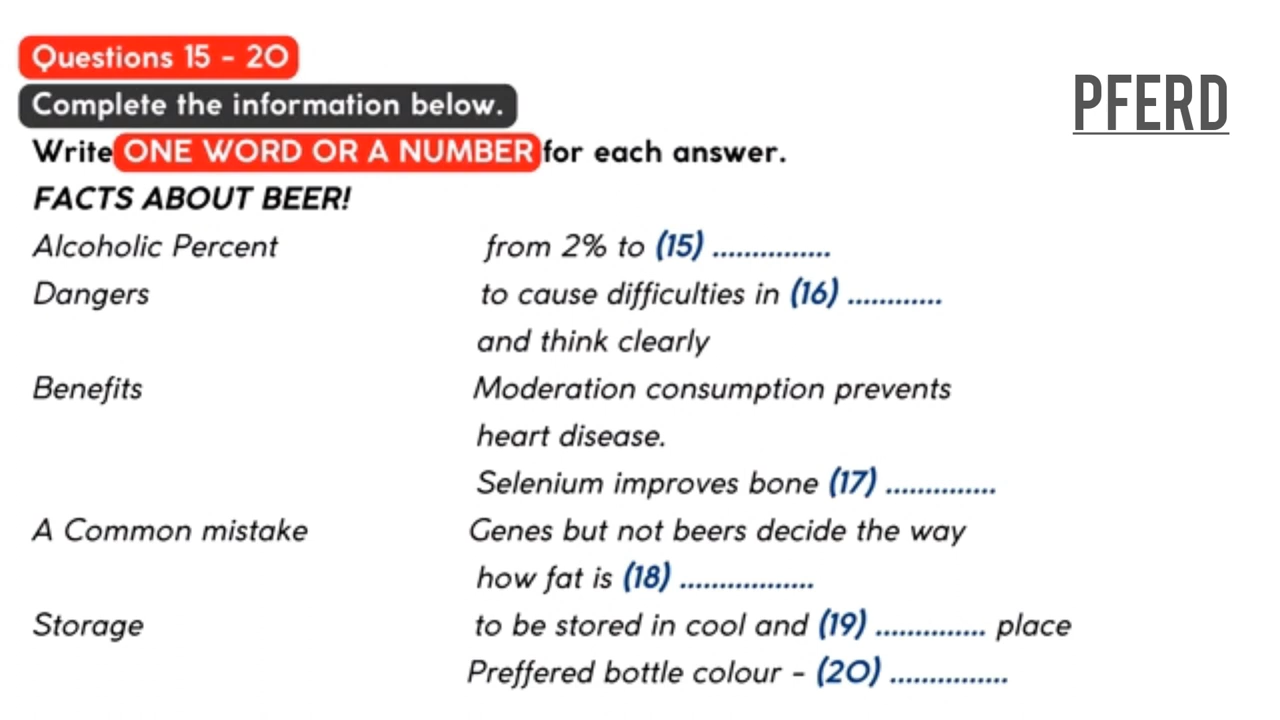 Questions 15 - 20
PFERD
Complete the information below.
Write ONE WORD OR A NUMBER for each answer.
FACTS ABOUT BEER!
Alcoholic Percent from 2% to (15) ...............
Dangers to cause difficulties in (16) ............
and think clearly
Benefits Moderation consumption prevents
heart disease.
Selenium improves bone (17) ..............
A Common mistake Genes but not beers decide the way
how fat is (18) .................
Storage to be stored in cool and (19) .............. place
Preffered bottle colour - (20) ...............